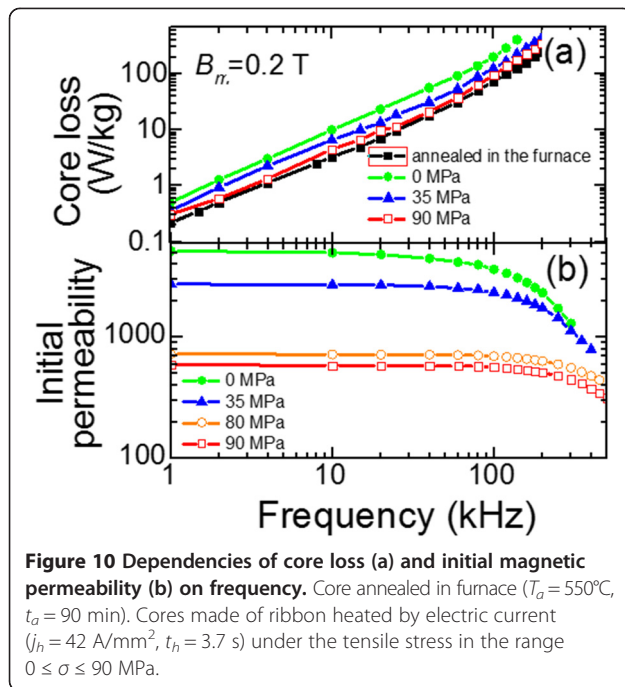 100
10
1
0.1
Core loss
(W/kg)
B_m.=0.2 T
(a)
annealed in the furnace
0 MPa
35 MPa
90 MPa
1000
100
Initial
permeability
(b)
0 MPa
35 MPa
80 MPa
90 MPa
1
10
100
Frequency (kHz)
Figure 10 Dependencies of core loss (a) and initial magnetic
permeability (b) on frequency. Core annealed in furnace (Tₐ = 550°C,
tₐ = 90 min). Cores made of ribbon heated by electric current
(jₕ = 42 A/mm², tₕ = 3.7 s) under the tensile stress in the range
0 ≤ σ ≤ 90 MPa.